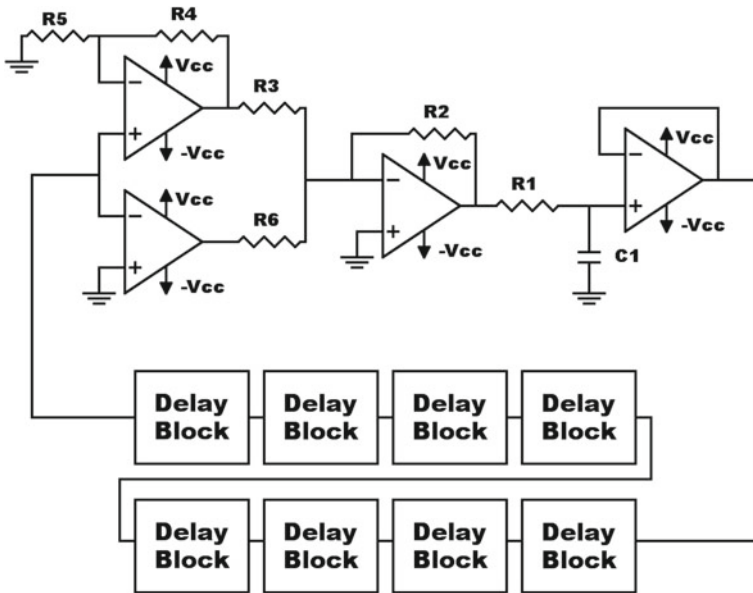 R5
R4
Vcc
−
+
-Vcc
R3
Vcc
−
+
-Vcc
R6
R2
Vcc
−
+
-Vcc
R1
C1
Vcc
−
+
-Vcc
Delay
Block
Delay
Block
Delay
Block
Delay
Block
Delay
Block
Delay
Block
Delay
Block
Delay
Block